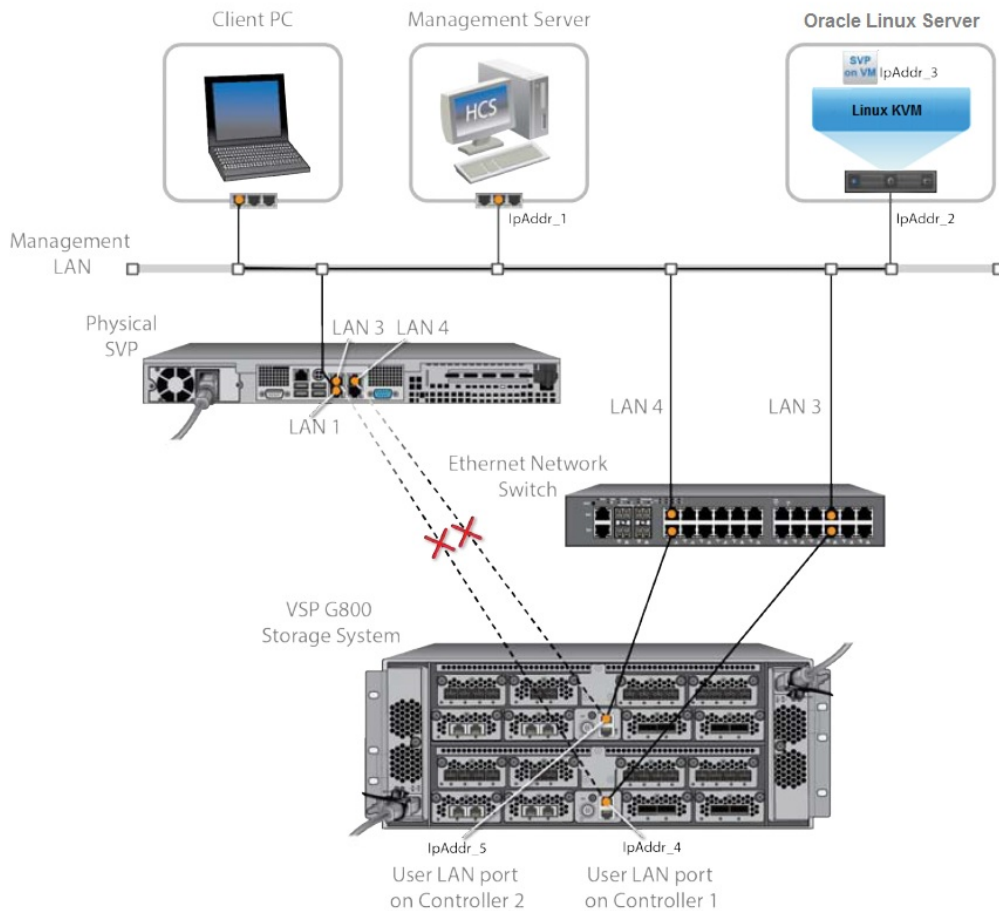 Client PC
Management Server
Oracle Linux Server
HCS
SVP
on VM
IpAddr_3
Linux KVM
IpAddr_1
IpAddr_2
Management
LAN
Physical
SVP
LAN 3
LAN 4
LAN 1
LAN 4
LAN 3
Ethernet Network
Switch
VSP G800
Storage System
IpAddr_5
IpAddr_4
User LAN port
on Controller 2
User LAN port
on Controller 1